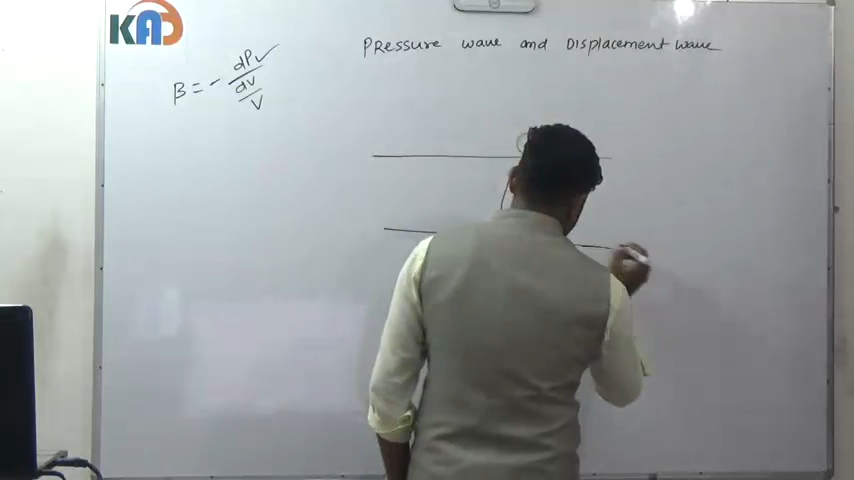 KAD
Pressure wave and Displacement wave
B = - dP ✓
dV
V